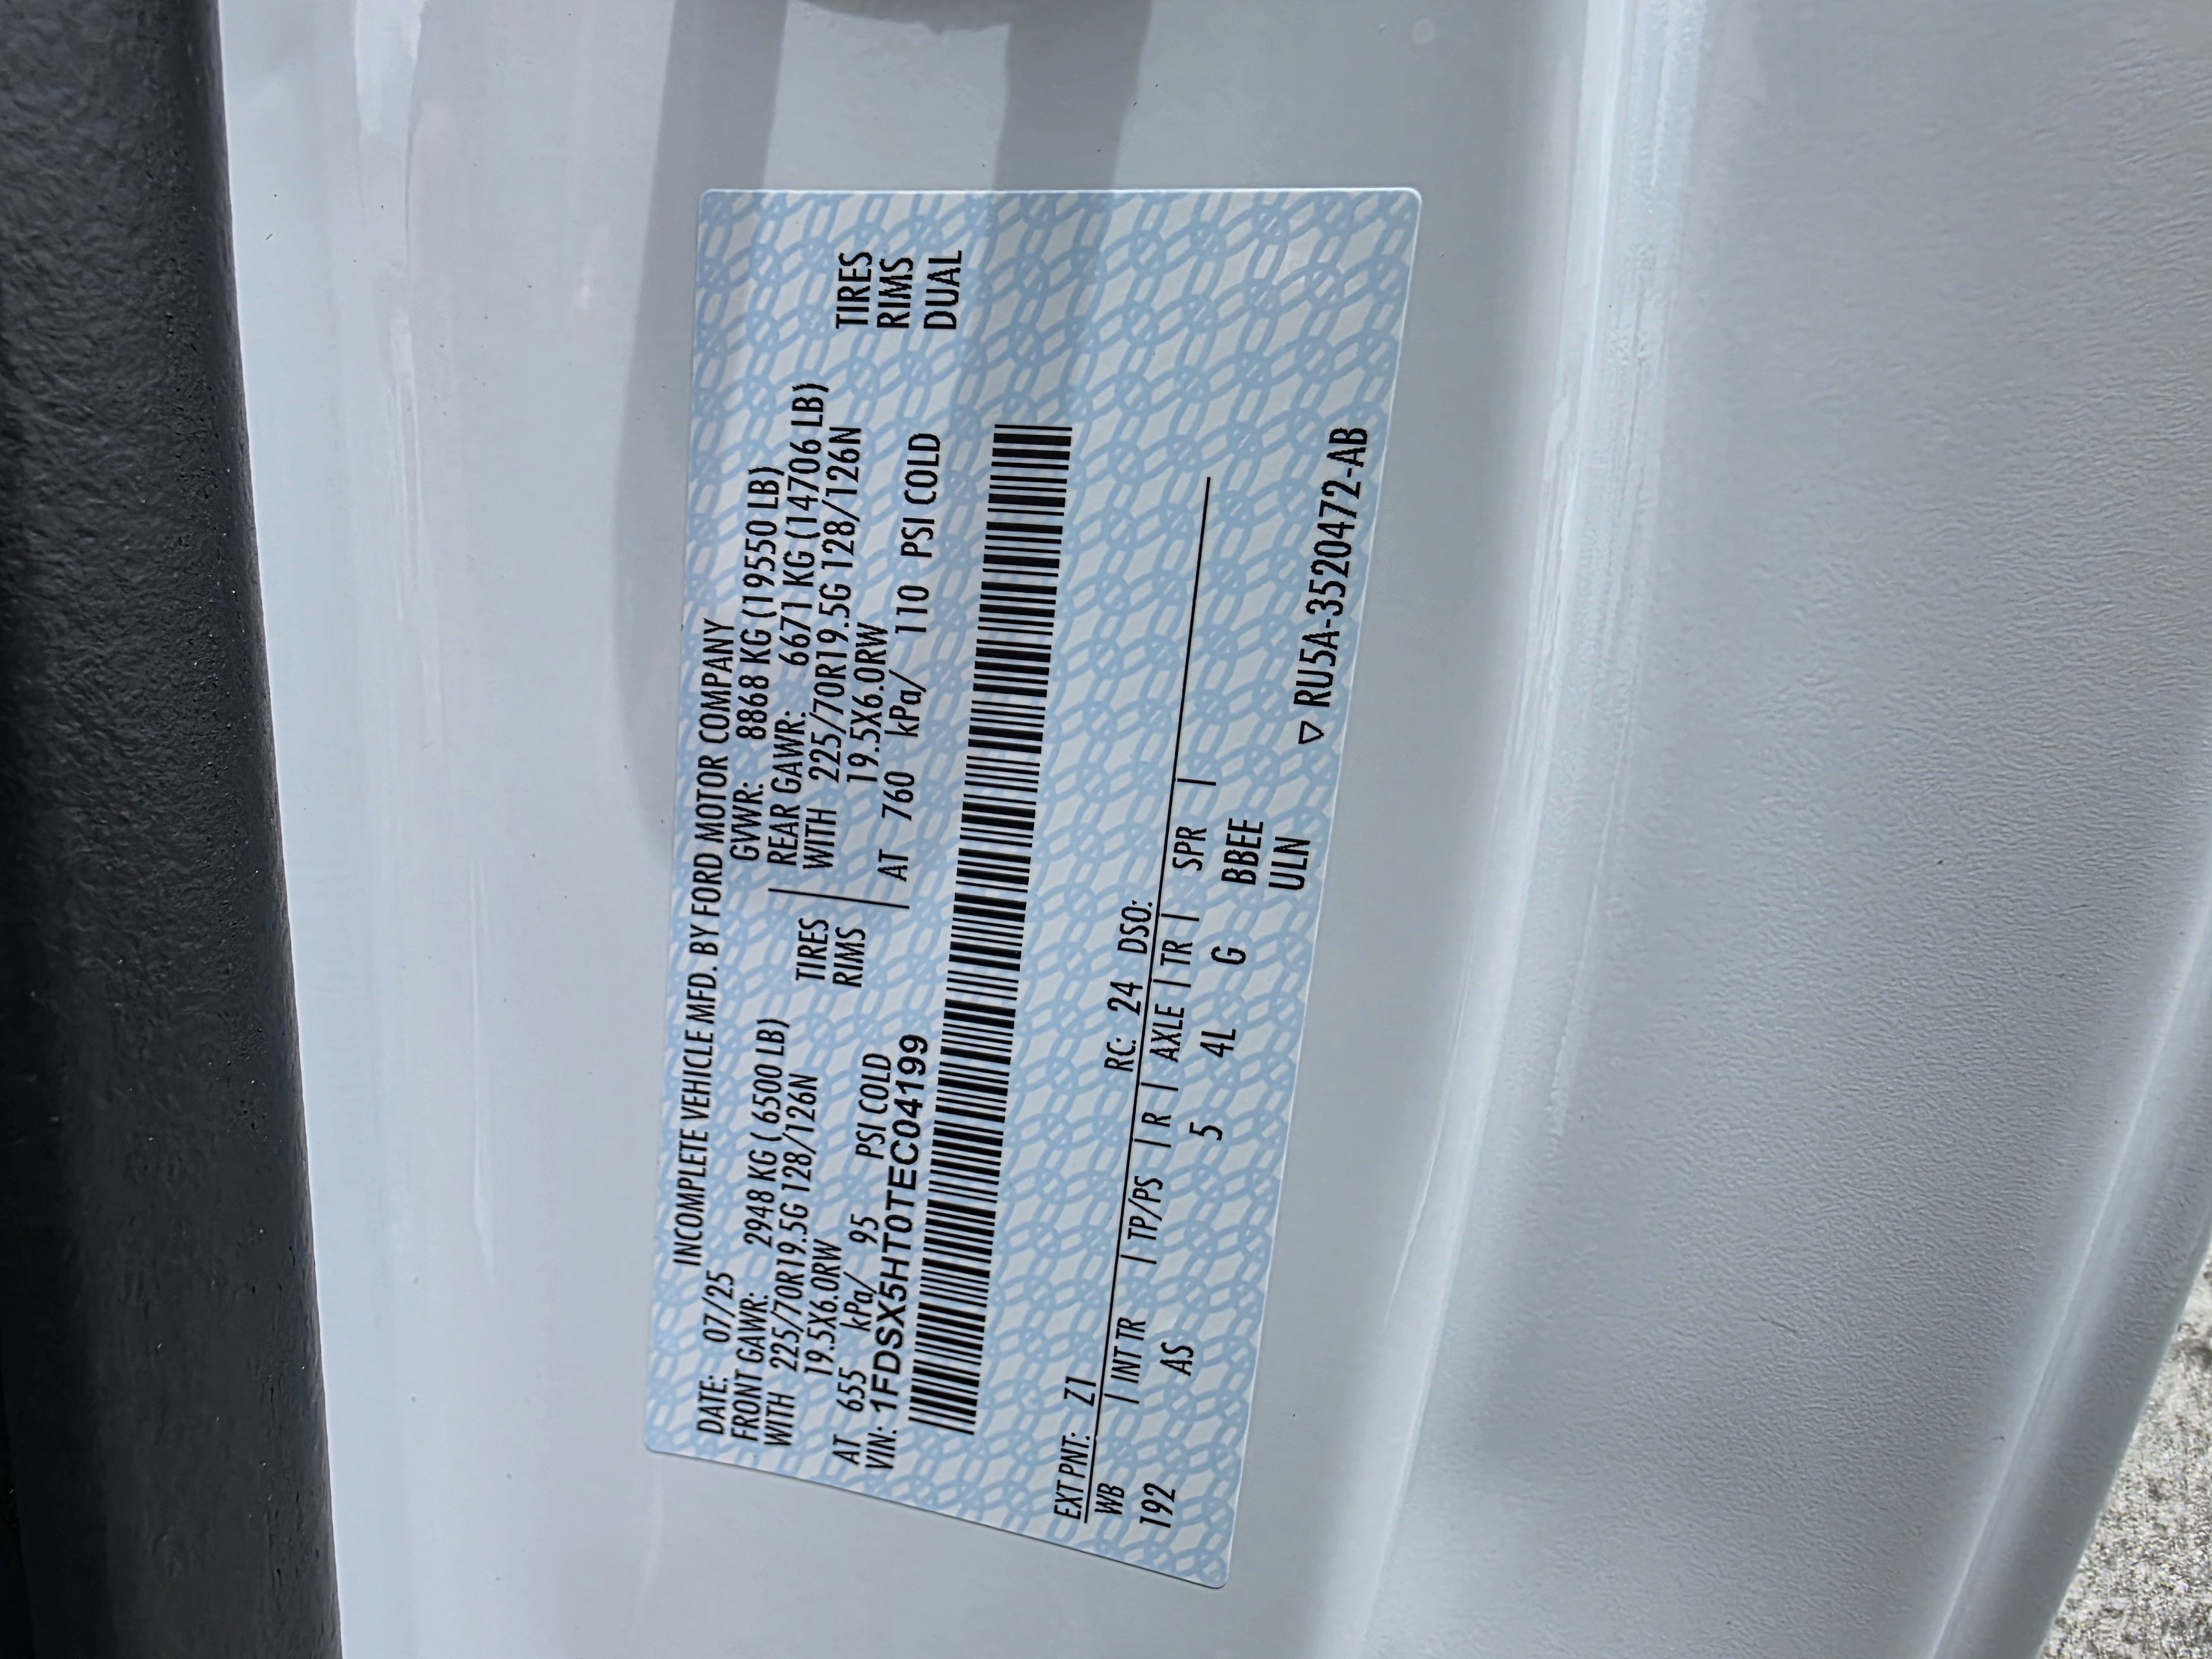 INCOMPLETE VEHICLE MFD. BY FORD MOTOR COMPANY
DATE: 07/25 GVWR: 8868 KG (19550 LB)
FRONT GAWR: 2948 KG ( 6500 LB) REAR GAWR: 6671 KG (14706 LB)
WITH 225/70R19.5G 128/126N TIRES WITH 225/70R19.5G 128/126N TIRES
19.5X6.0RW RIMS 19.5X6.0RW RIMS
AT 655 kPa/ 95 PSI COLD AT 760 kPa/ 110 PSI COLD DUAL
VIN: 1FDSX5HT0TEC04199
EXT PNT: Z1 RC: 24 DSO:
WB | INT TR | TP/PS | R | AXLE | TR | SPR |
192 AS 5 4L G BBEE
ULN
▽ RU5A-3520472-AB